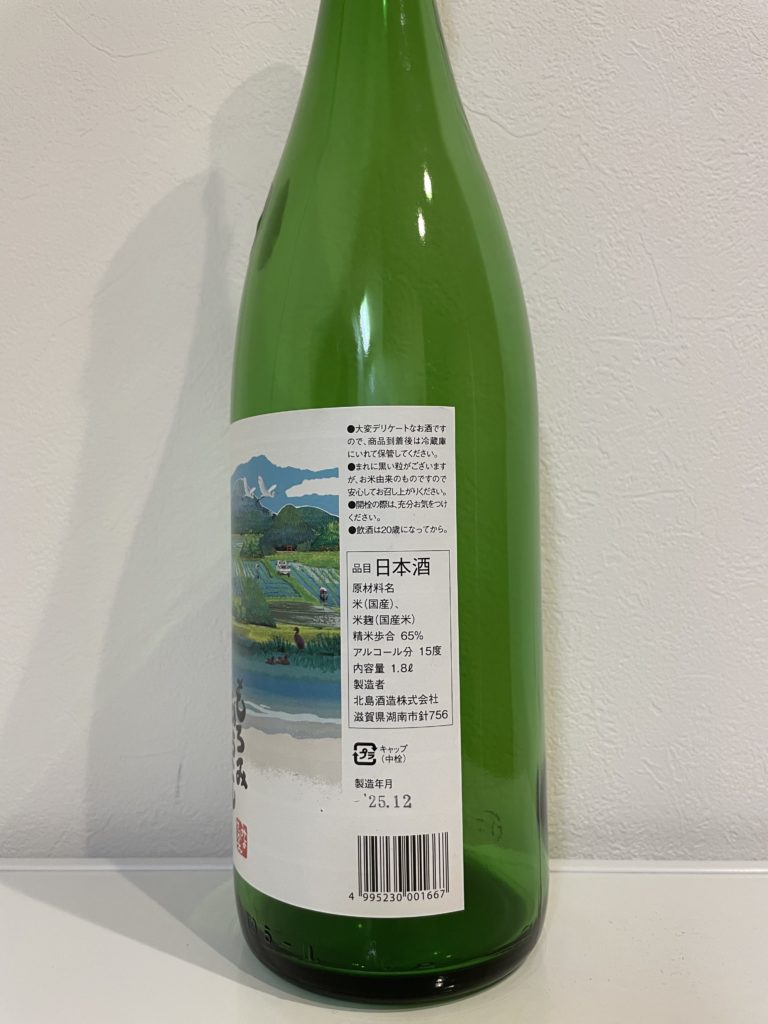 ●大変デリケートなお酒です
ので、商品到着後は冷蔵庫
にいれて保管してください。
●まれに黒い粒がございます
が、お米由来のものですので
安心してお召し上がりください。
●開栓の際は、充分お気をつけ
ください。
●飲酒は20歳になってから。
品目 日本酒
原材料名
米(国産)、
米麹(国産米)
精米歩合 65%
アルコール分 15度
内容量 1.8ℓ
製造者
北島酒造株式会社
滋賀県湖南市針756
プラ
キャップ
(中栓)
製造年月
-'25.12
4 995230 001667
もろみ